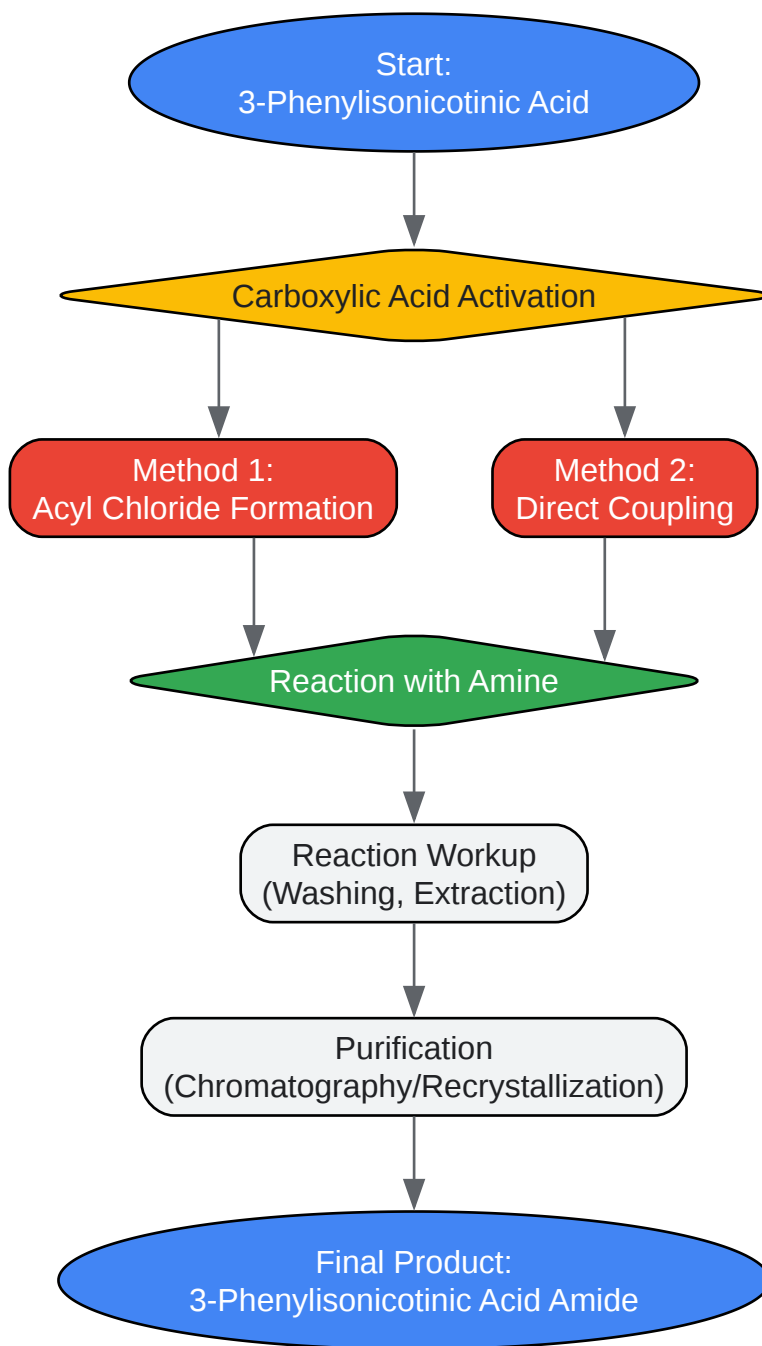 Start:
3-Phenylisonicotinic Acid
Carboxylic Acid Activation
Method 1:
Acyl Chloride Formation
Method 2:
Direct Coupling
Reaction with Amine
Reaction Workup
(Washing, Extraction)
Purification
(Chromatography/Recrystallization)
Final Product:
3-Phenylisonicotinic Acid Amide